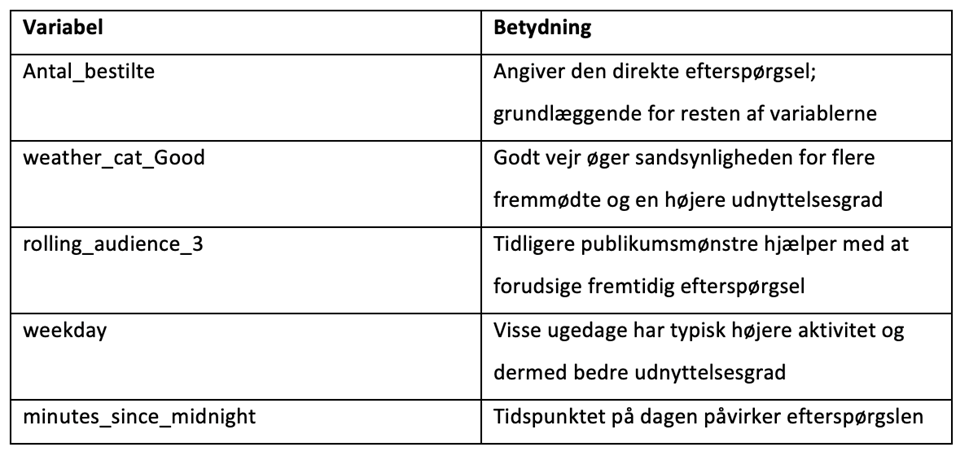 Variabel Betydning
Antal_bestilte Angiver den direkte efterspørgsel;
grundlæggende for resten af variablerne
weather_cat_Good Godt vejr øger sandsynligheden for flere
fremmødte og en højere udnyttelsesgrad
rolling_audience_3 Tidligere publikumsmønstre hjælper med at
forudsige fremtidig efterspørgsel
weekday Visse ugedage har typisk højere aktivitet og
dermed bedre udnyttelsesgrad
minutes_since_midnight Tidspunktet på dagen påvirker efterspørgslen